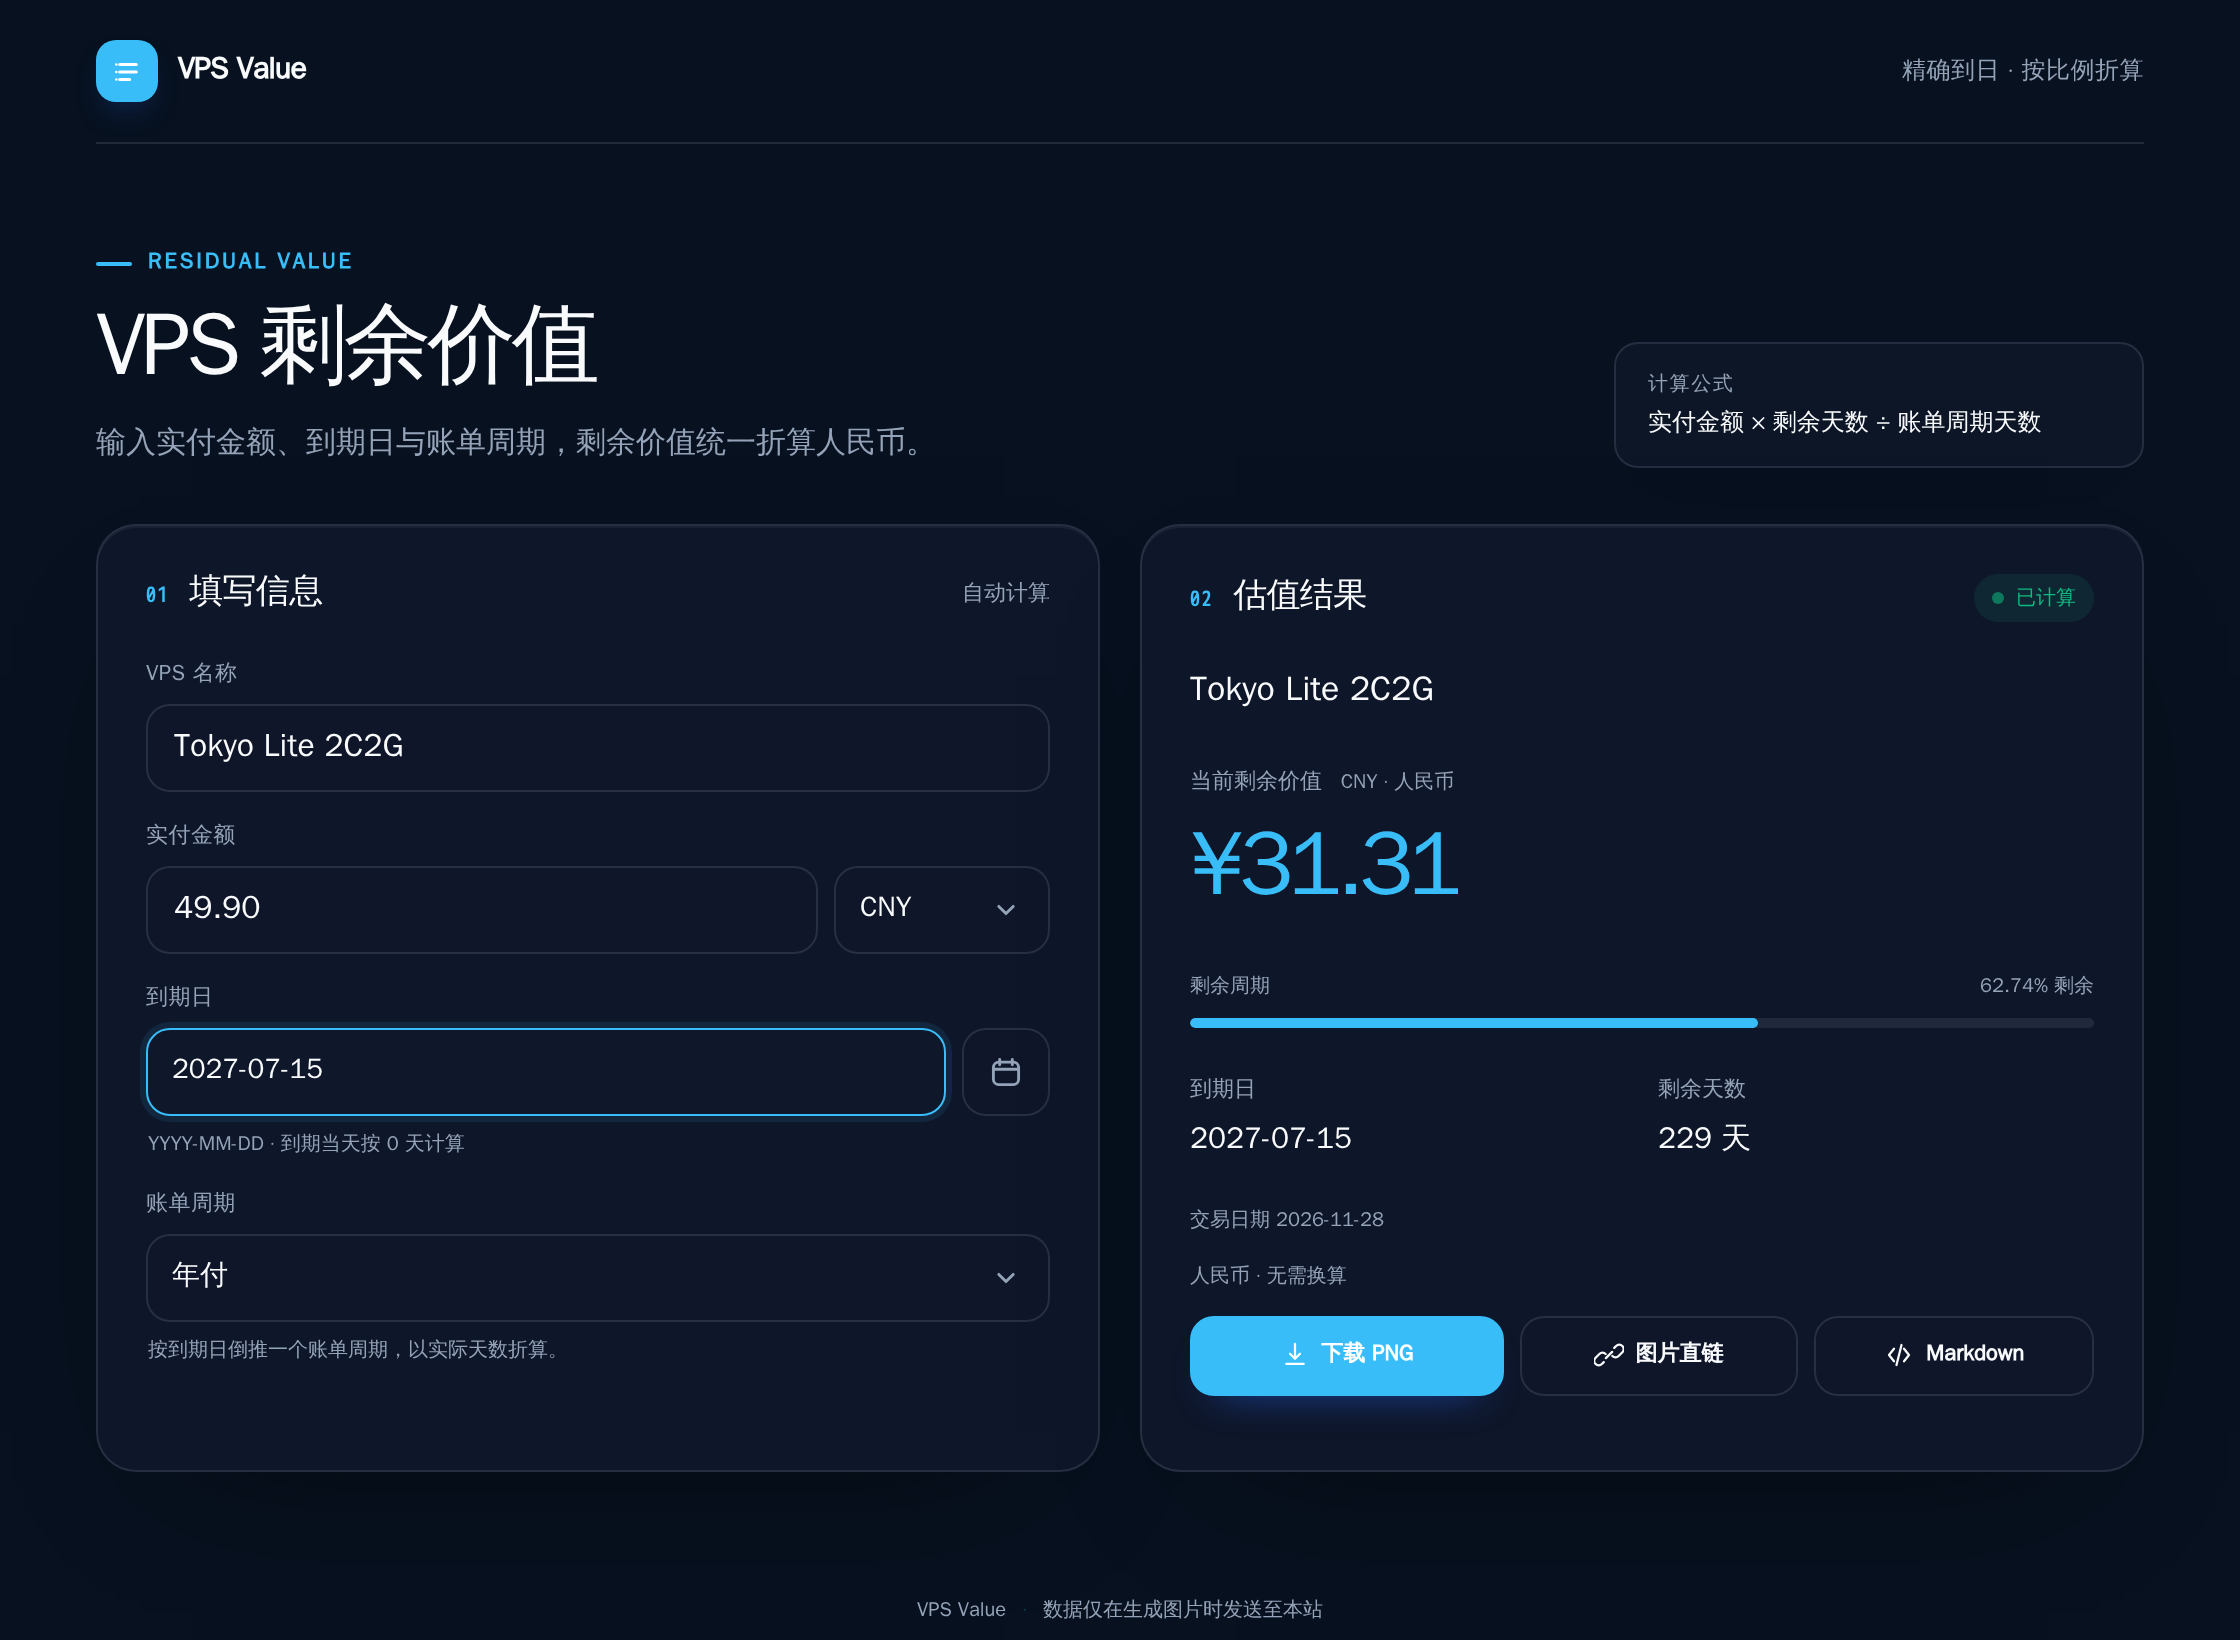 VPS Value
精确到日 · 按比例折算
RESIDUAL VALUE
VPS 剩余价值
输入实付金额、到期日与账单周期，剩余价值统一折算人民币。
计算公式
实付金额 × 剩余天数 ÷ 账单周期天数
01 填写信息
自动计算
VPS 名称
Tokyo Lite 2C2G
实付金额
49.90
CNY
到期日
2027-07-15
YYYY-MM-DD · 到期当天按 0 天计算
账单周期
年付
按到期日倒推一个账单周期，以实际天数折算。
02 估值结果
已计算
Tokyo Lite 2C2G
当前剩余价值 CNY · 人民币
¥31.31
剩余周期
62.74% 剩余
到期日
2027-07-15
剩余天数
229 天
交易日期 2026-11-28
人民币 · 无需换算
下载 PNG
图片直链
Markdown
VPS Value · 数据仅在生成图片时发送至本站